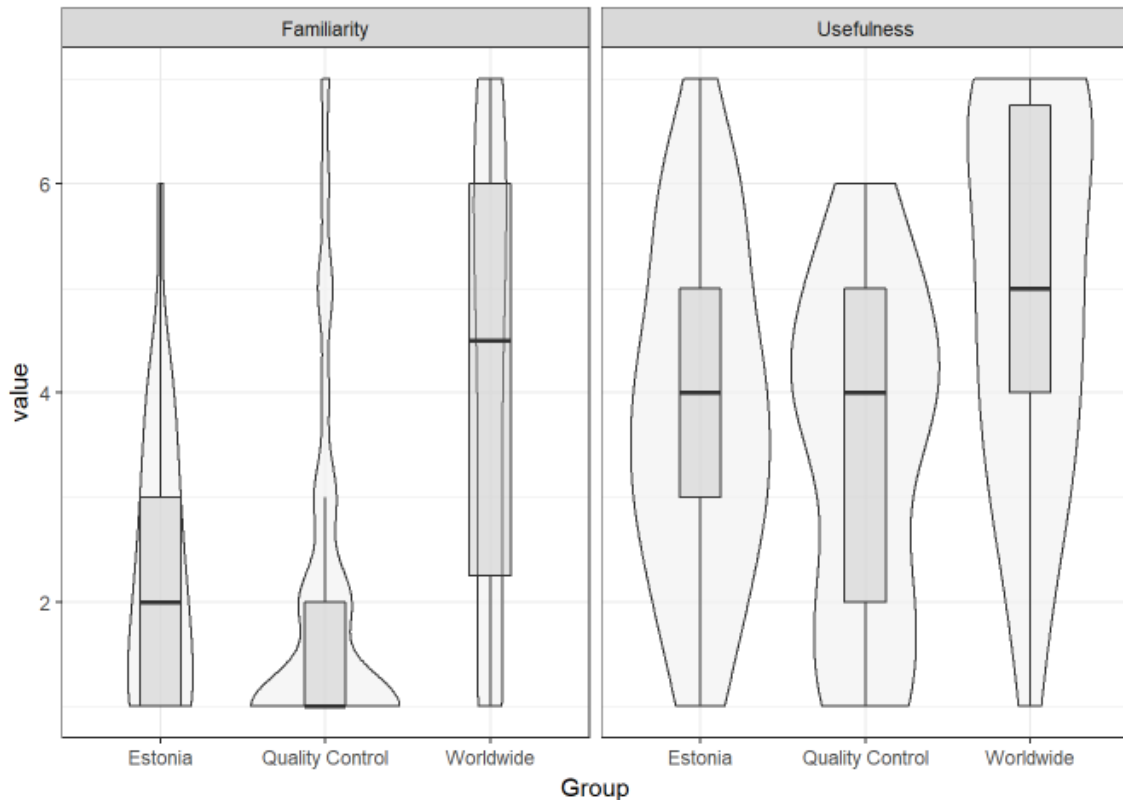 Familiarity
Usefulness
value
6
4
2
Estonia
Quality Control
Worldwide
Estonia
Quality Control
Worldwide
Group